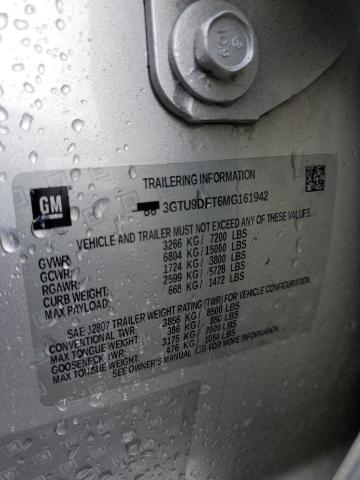 TRAILERING INFORMATION
GM
3GTU9DFT6MG161942
VEHICLE AND TRAILER MUST NOT EXCEED ANY OF THESE VALUES.
GVWR: 3266 KG/ 7200 LBS
GCWR: 6804 KG/ 15000 LBS
RGAWR: 1724 KG/ 3800 LBS
CURB WEIGHT: 2599 KG/ 5728 LBS
MAX PAYLOAD: 668 KG/ 1472 LBS
SAE J2807 TRAILER WEIGHT RATING (TWR) FOR VEHICLE CONFIGURATION.
CONVENTIONAL TWR: 3856 KG/ 8500 LBS
MAX TONGUE WEIGHT: 386 KG/ 850 LBS
GOOSENECK TWR: 3175 KG/ 7000 LBS
MAX TONGUE WEIGHT: 476 KG/ 1050 LBS
SEE OWNER'S MANUAL FOR MORE INFORMATION